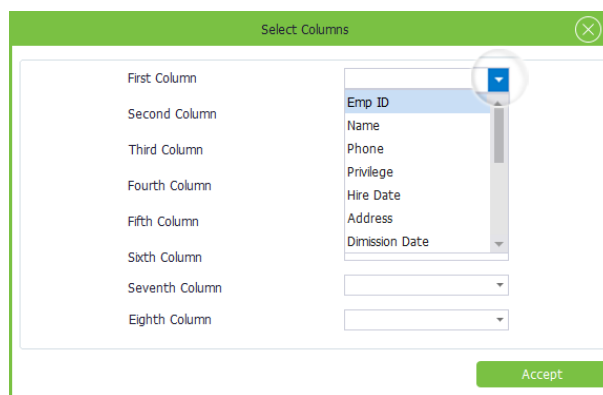 Select Columns
First Column
Emp ID
Second Column
Name
Third Column
Phone
Privilege
Fourth Column
Hire Date
Fifth Column
Address
Dimission Date
Sixth Column
Seventh Column
Eighth Column
Accept